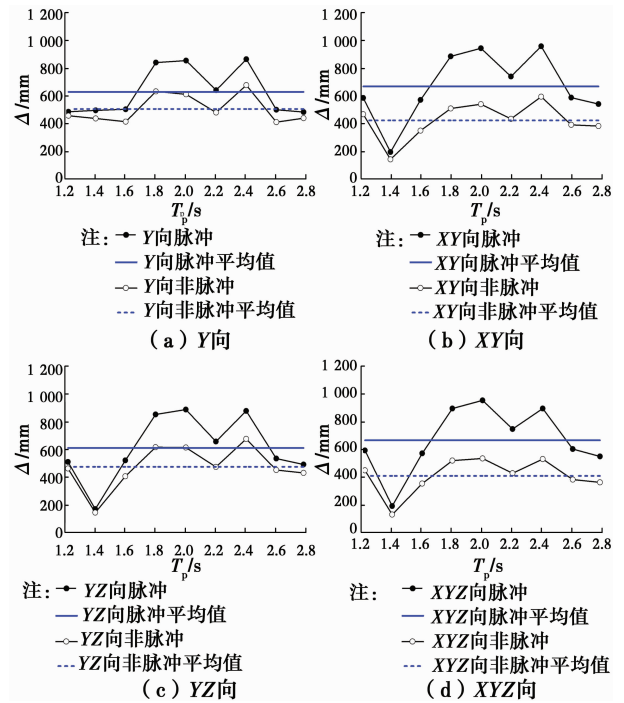 1 200
1 000
800
600
400
200
0
Δ/mm
1.2 1.4 1.6 1.8 2.0 2.2 2.4 2.6 2.8
Tp/s
注: Y向脉冲
Y向脉冲平均值
Y向非脉冲
Y向非脉冲平均值
(a) Y向
1 200
1 000
800
600
400
200
0
Δ/mm
1.2 1.4 1.6 1.8 2.0 2.2 2.4 2.6 2.8
Tp/s
注: XY向脉冲
XY向脉冲平均值
XY向非脉冲
XY向非脉冲平均值
(b) XY向
1 200
1 000
800
600
400
200
0
Δ/mm
1.2 1.4 1.6 1.8 2.0 2.2 2.4 2.6 2.8
Tp/s
注: YZ向脉冲
YZ向脉冲平均值
YZ向非脉冲
YZ向非脉冲平均值
(c) YZ向
1 200
1 000
800
600
400
200
0
Δ/mm
1.2 1.4 1.6 1.8 2.0 2.2 2.4 2.6 2.8
Tp/s
注: XYZ向脉冲
XYZ向脉冲平均值
XYZ向非脉冲
XYZ向非脉冲平均值
(d) XYZ向